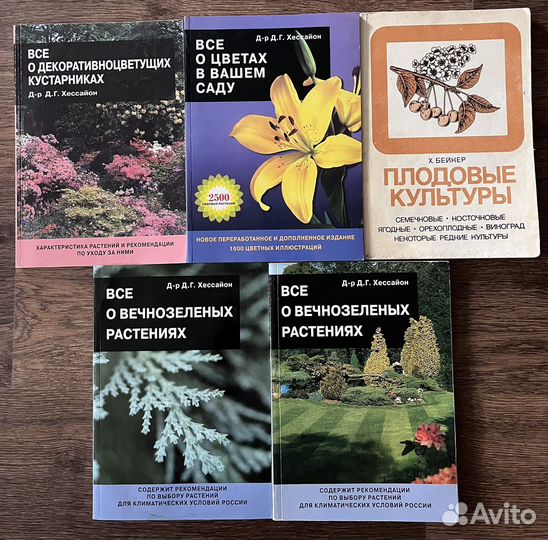 ВСЕ
О ДЕКОРАТИВНОЦВЕТУЩИХ
КУСТАРНИКАХ
Д-р Д.Г. Хессайон
ХАРАКТЕРИСТИКА РАСТЕНИЙ И РЕКОМЕНДАЦИИ
ПО УХОДУ ЗА НИМИ
Д-р Д.Г. Хессайон
ВСЕ
О ЦВЕТАХ
В ВАШЕМ
САДУ
2500
САДОВЫХ РАСТЕНИЙ
НОВОЕ ПЕРЕРАБОТАННОЕ И ДОПОЛНЕННОЕ ИЗДАНИЕ
1600 ЦВЕТНЫХ ИЛЛЮСТРАЦИЙ
Х. БЕЙКЕР
ПЛОДОВЫЕ
КУЛЬТУРЫ
СЕМЕЧКОВЫЕ • КОСТОЧКОВЫЕ
ЯГОДНЫЕ • ОРЕХОПЛОДНЫЕ • ВИНОГРАД
НЕКОТОРЫЕ РЕДКИЕ КУЛЬТУРЫ
Д-р Д.Г. Хессайон
ВСЕ
О ВЕЧНОЗЕЛЕНЫХ
РАСТЕНИЯХ
СОДЕРЖИТ РЕКОМЕНДАЦИИ
ПО ВЫБОРУ РАСТЕНИЙ
ДЛЯ КЛИМАТИЧЕСКИХ УСЛОВИЙ РОССИИ
Д-р Д.Г. Хессайон
ВСЕ
О ВЕЧНОЗЕЛЕНЫХ
РАСТЕНИЯХ
СОДЕРЖИТ РЕКОМЕНДАЦИИ
ПО ВЫБОРУ РАСТЕНИЙ
ДЛЯ КЛИМАТИЧЕСКИХ УСЛОВИЙ РОССИИ
Avito